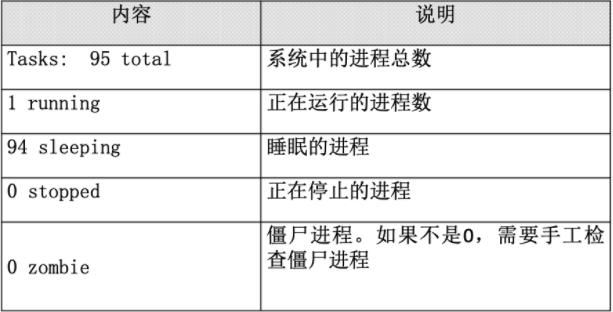 内容 说明
Tasks: 95 total 系统中的进程总数
1 running 正在运行的进程数
94 sleeping 睡眠的进程
0 stopped 正在停止的进程
0 zombie 僵尸进程。如果不是0，需要手工检
查僵尸进程